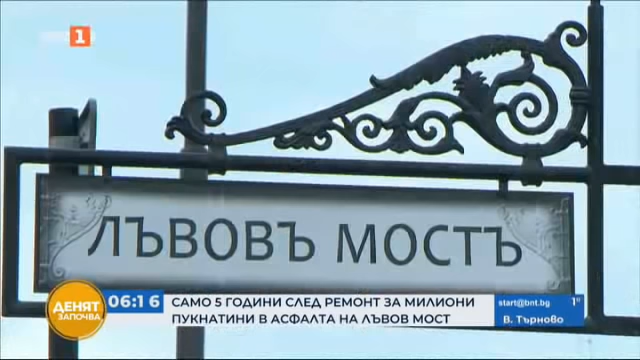 1
ЛЪВОВЪ МОСТЪ
ДЕНЯТ
ЗАПОЧВА
06:16
САМО 5 ГОДИНИ СЛЕД РЕМОНТ ЗА МИЛИОНИ
ПУКНАТИНИ В АСФАЛТА НА ЛЪВОВ МОСТ
start@bnt.bg 1°
В. Търново